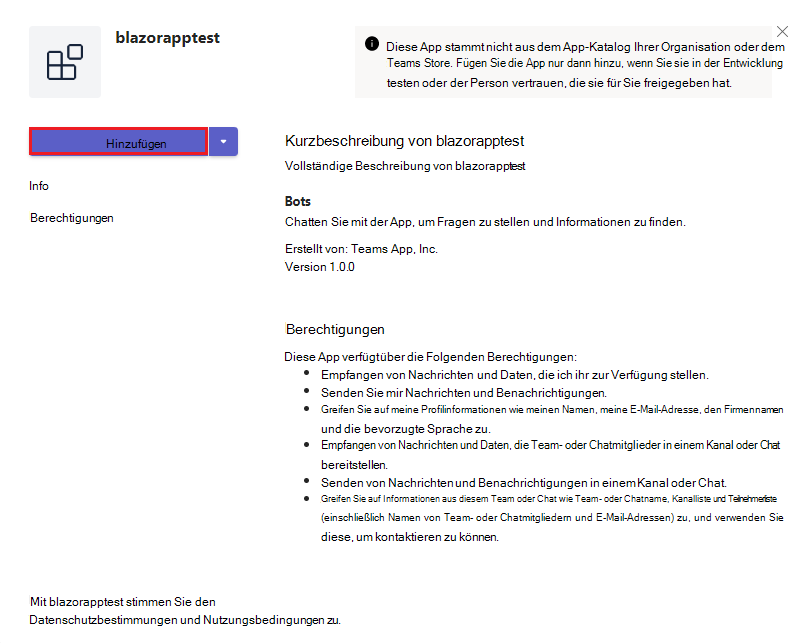 blazorapptest
Diese App stammt nicht aus dem App-Katalog Ihrer Organisation oder dem
Teams Store. Fügen Sie die App nur dann hinzu, wenn Sie sie in der Entwicklung
testen oder der Person vertrauen, die sie für Sie freigegeben hat.
Hinzufügen
Info
Berechtigungen
Kurzbeschreibung von blazorapptest
Vollständige Beschreibung von blazorapptest
Bots
Chatten Sie mit der App, um Fragen zu stellen und Informationen zu finden.
Erstellt von: Teams App, Inc.
Version 1.0.0
Berechtigungen
Diese App verfügt über die Folgenden Berechtigungen:
• Empfangen von Nachrichten und Daten, die ich ihr zur Verfügung stellen.
• Senden Sie mir Nachrichten und Benachrichtigungen.
• Greifen Sie auf meine Profilinformationen wie meinen Namen, meine E-Mail-Adresse, den Firmennamen
und die bevorzugte Sprache zu.
• Empfangen von Nachrichten und Daten, die Team- oder Chatmitglieder in einem Kanal oder Chat
bereitstellen.
• Senden von Nachrichten und Benachrichtigungen in einem Kanal oder Chat.
• Greifen Sie auf Informationen aus diesem Team oder Chat wie Team- oder Chatname, Kanalliste und Teilnehmerliste
(einschließlich Namen von Team- oder Chatmitgliedern und E-Mail-Adressen) zu, und verwenden Sie
diese, um kontaktieren zu können.
Mit blazorapptest stimmen Sie den
Datenschutzbestimmungen und Nutzungsbedingungen zu.